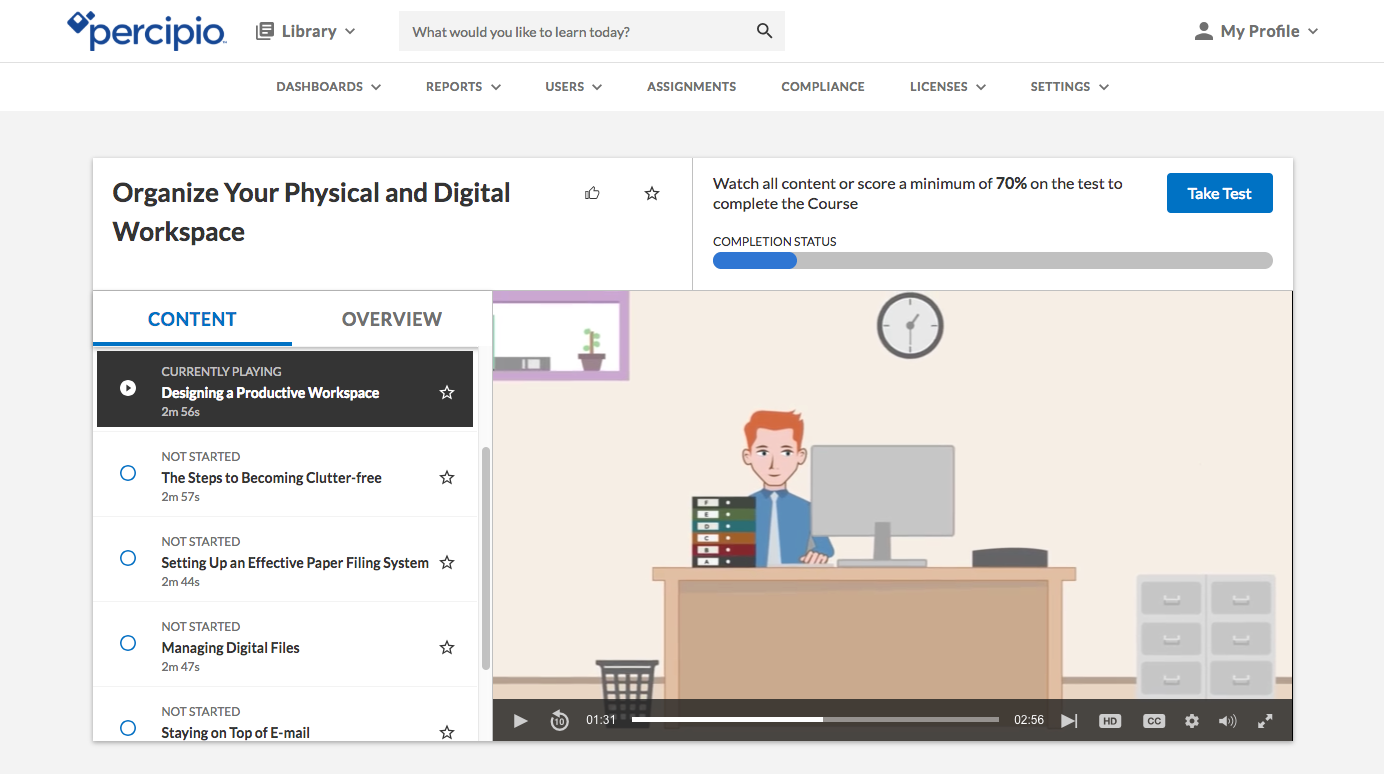 percipio
Library
What would you like to learn today?
My Profile
DASHBOARDS
REPORTS
USERS
ASSIGNMENTS
COMPLIANCE
LICENSES
SETTINGS
Organize Your Physical and Digital
Workspace
Watch all content or score a minimum of 70% on the test to
complete the Course
Take Test
COMPLETION STATUS
CONTENT
OVERVIEW
CURRENTLY PLAYING
Designing a Productive Workspace
2m 56s
NOT STARTED
The Steps to Becoming Clutter-free
2m 57s
NOT STARTED
Setting Up an Effective Paper Filing System
2m 44s
NOT STARTED
Managing Digital Files
2m 47s
NOT STARTED
Staying on Top of E-mail
F
E
D
C
B
A
10
01:31
02:56
HD
CC